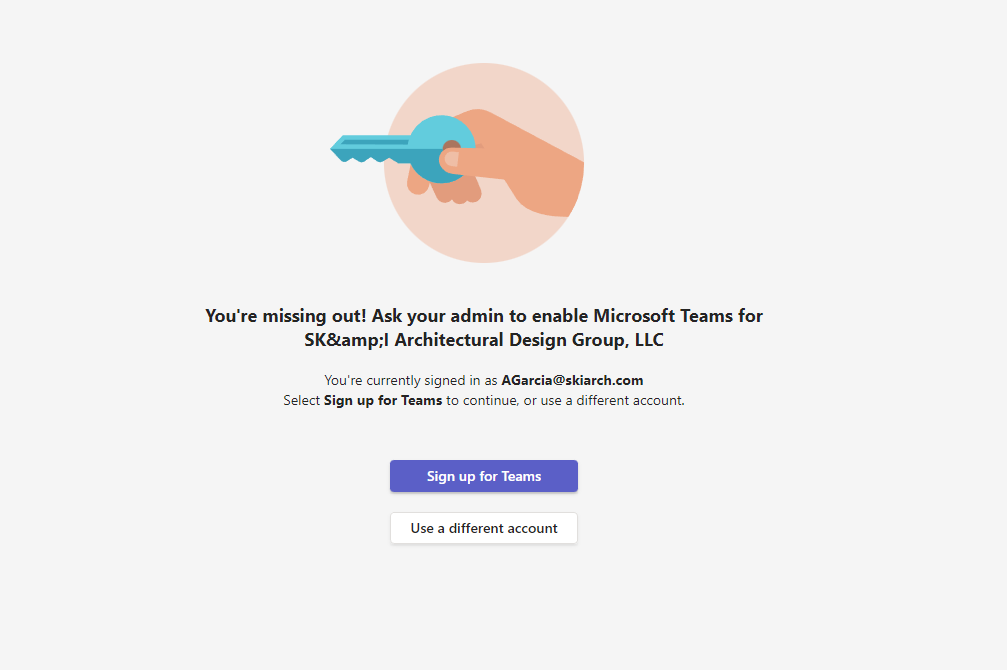 You're missing out! Ask your admin to enable Microsoft Teams for
SK&amp;I Architectural Design Group, LLC
You're currently signed in as AGarcia@skiarch.com
Select Sign up for Teams to continue, or use a different account.
Sign up for Teams
Use a different account